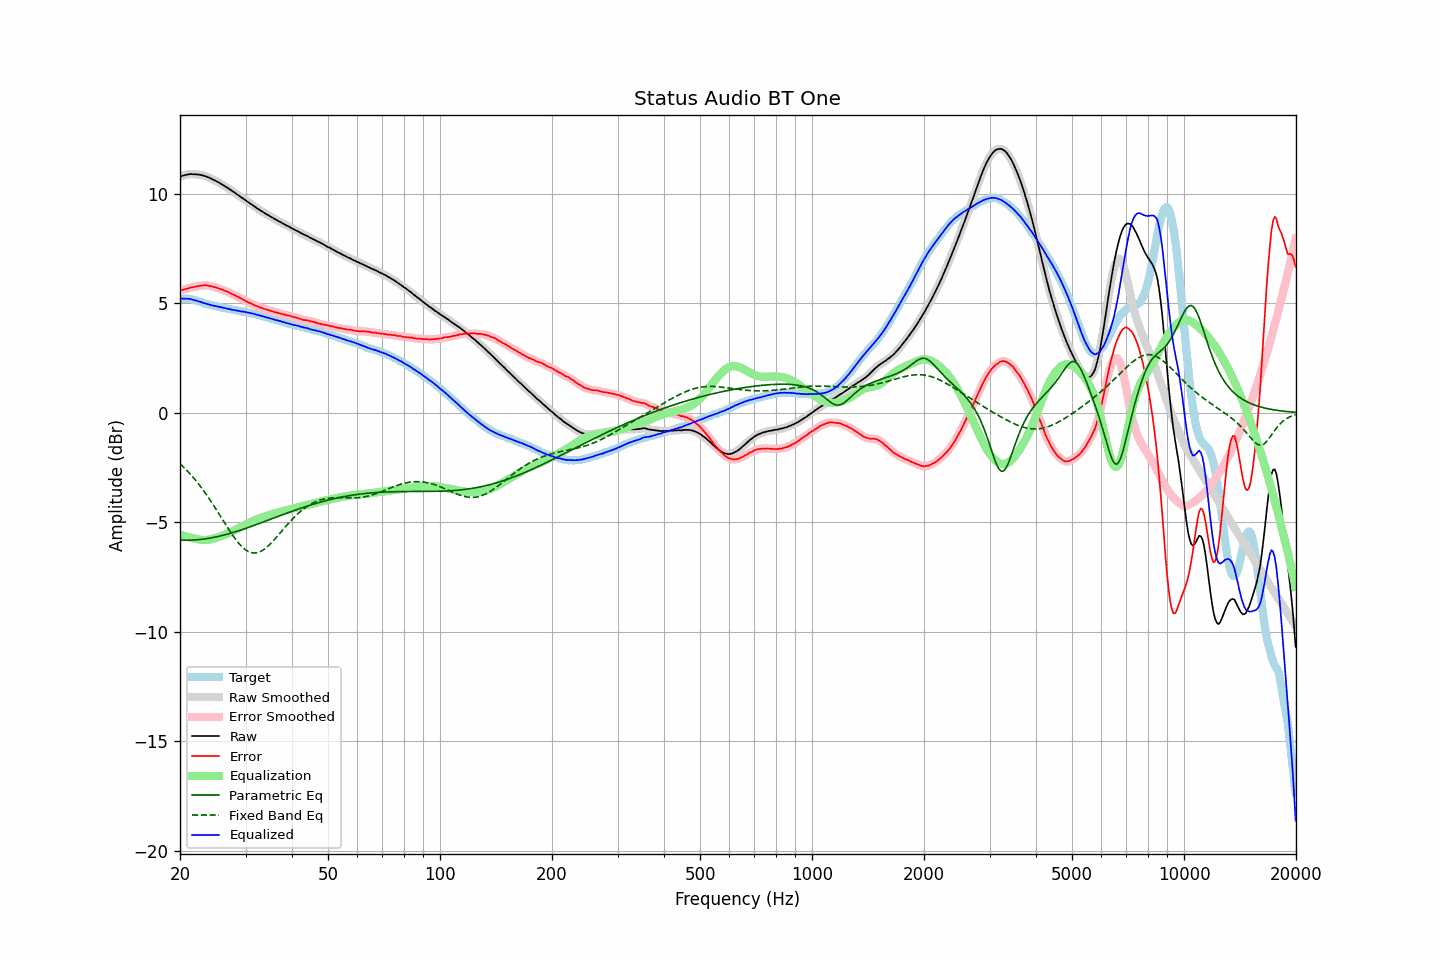 Status Audio BT One
Amplitude (dBr)
10
5
0
−5
−10
−15
−20
Target
Raw Smoothed
Error Smoothed
Raw
Error
Equalization
Parametric Eq
Fixed Band Eq
Equalized
20 50 100 200 500 1000 2000 5000 10000 20000
Frequency (Hz)